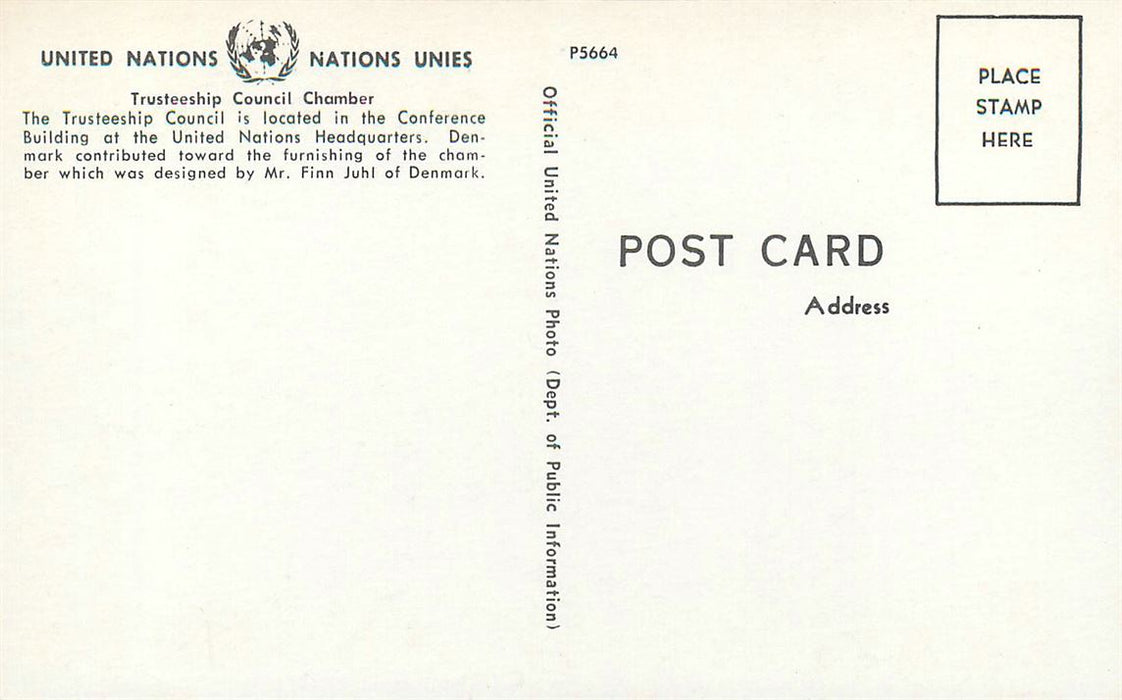 UNITED NATIONS NATIONS UNIES
Trusteeship Council Chamber
The Trusteeship Council is located in the Conference
Building at the United Nations Headquarters. Den-
mark contributed toward the furnishing of the cham-
ber which was designed by Mr. Finn Juhl of Denmark.
Official United Nations Photo (Dept. of Public Information)
P5664
PLACE
STAMP
HERE
POST CARD
Address